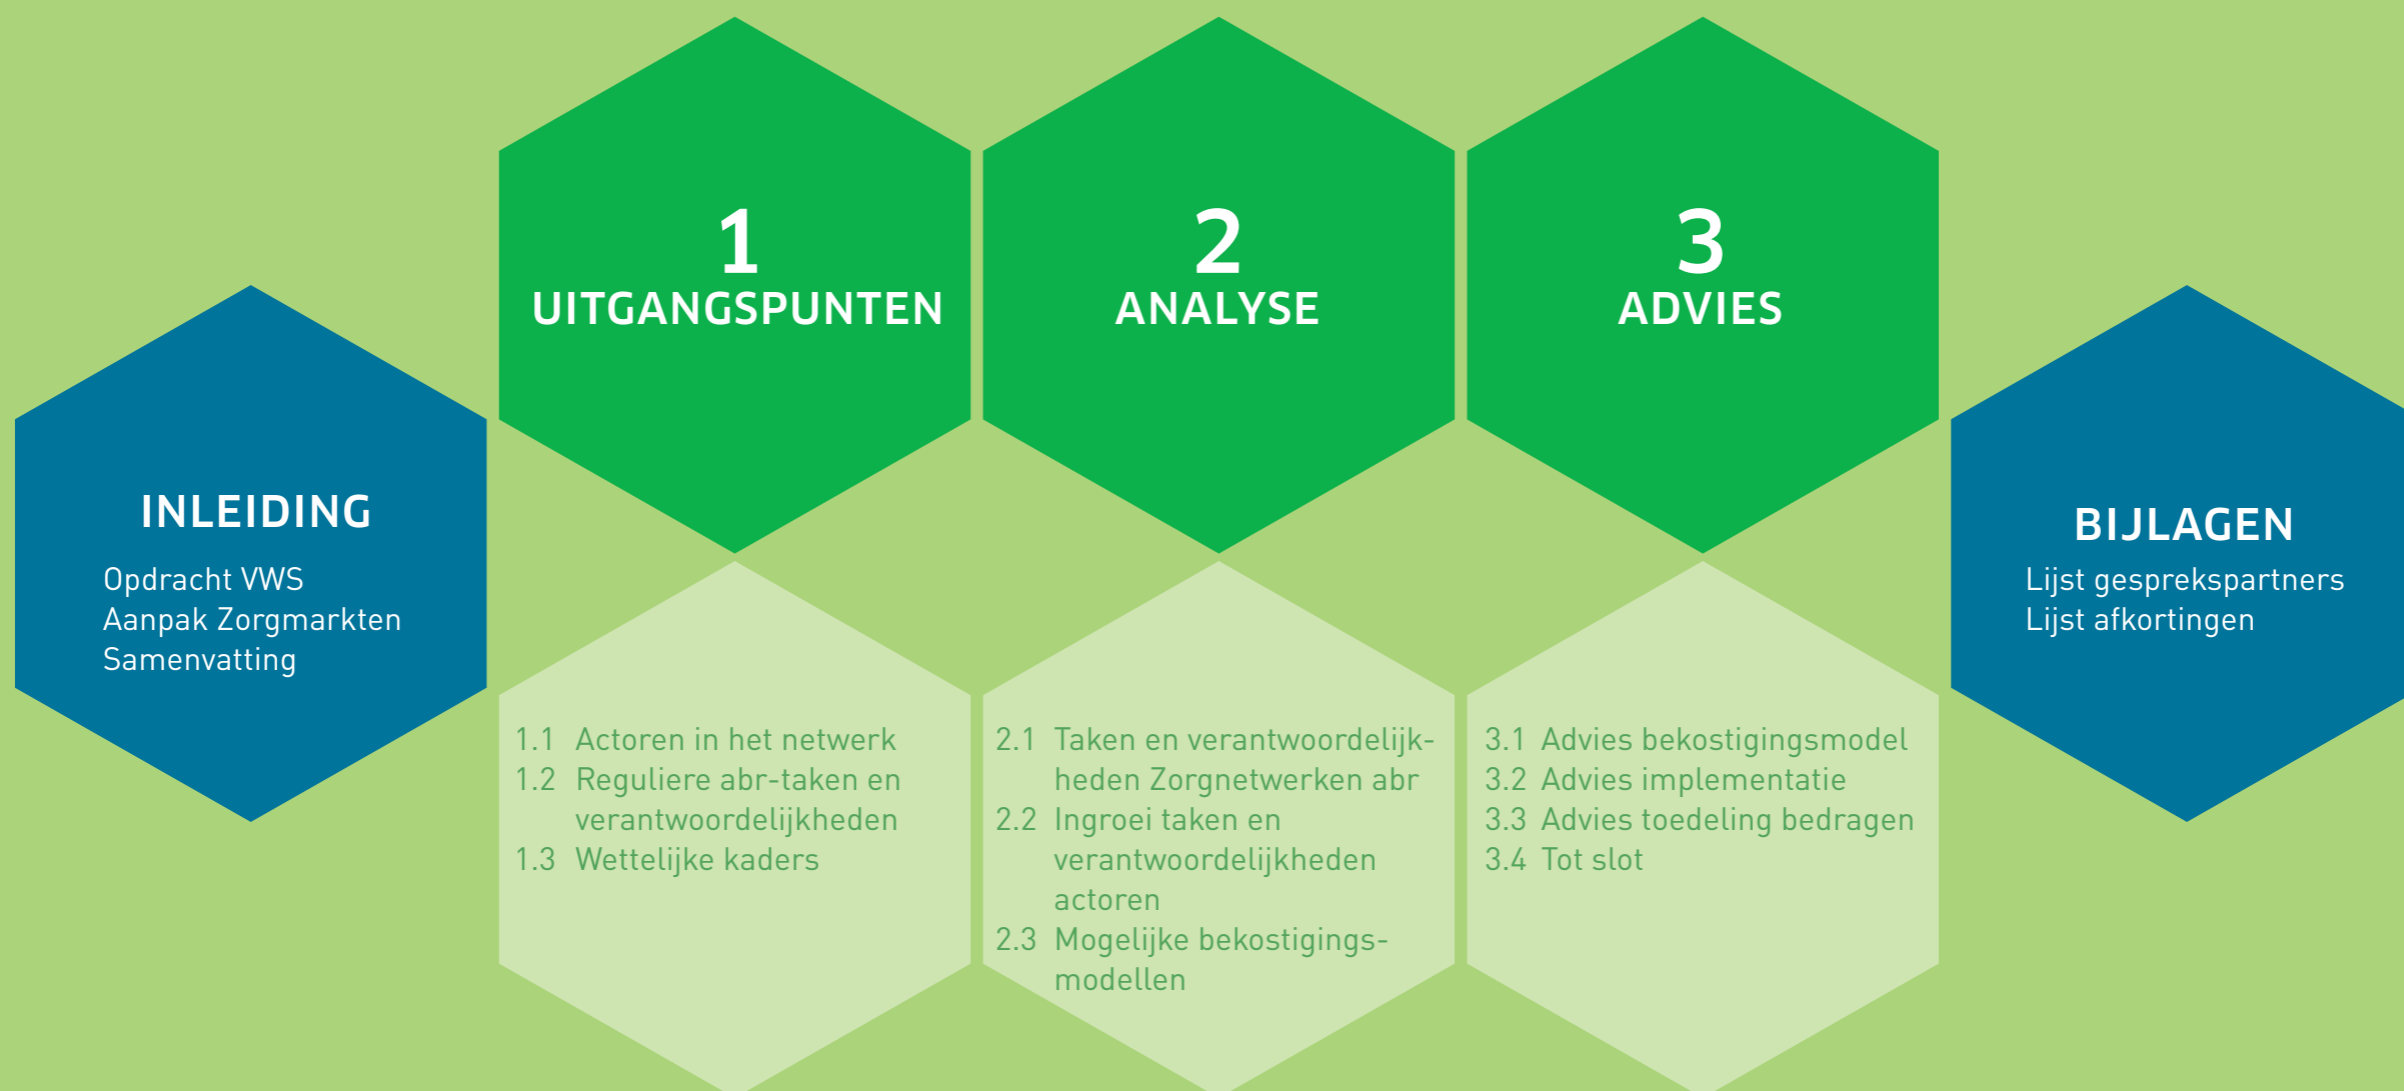 INLEIDING
Opdracht VWS
Aanpak Zorgmarkten
Samenvatting
1
UITGANGSPUNTEN
1.1 Actoren in het netwerk
1.2 Reguliere abr-taken en
verantwoordelijkheden
1.3 Wettelijke kaders
2
ANALYSE
2.1 Taken en verantwoordelijk-
heden Zorgnetwerken abr
2.2 Ingroei taken en
verantwoordelijkheden
actoren
2.3 Mogelijke bekostigings-
modellen
3
ADVIES
3.1 Advies bekostigingsmodel
3.2 Advies implementatie
3.3 Advies toedeling bedragen
3.4 Tot slot
BIJLAGEN
Lijst gesprekspartners
Lijst afkortingen